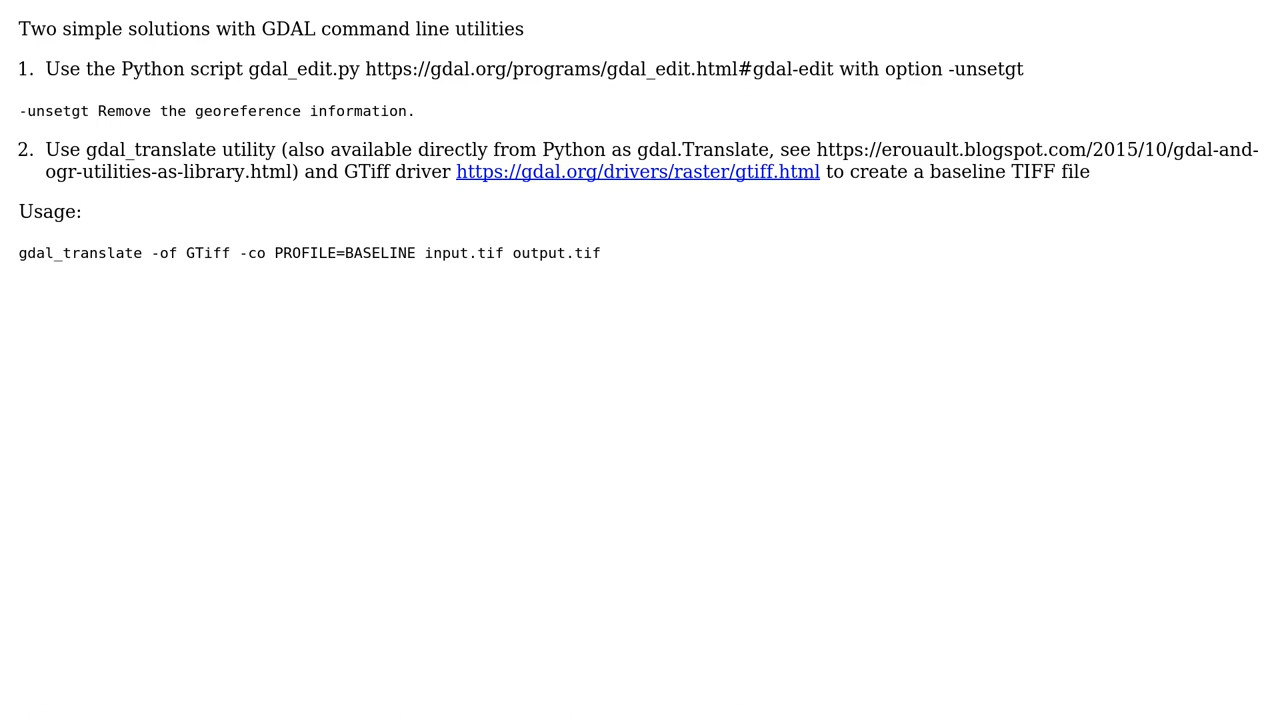 Two simple solutions with GDAL command line utilities
1. Use the Python script gdal_edit.py https://gdal.org/programs/gdal_edit.html#gdal-edit with option -unsetgt
-unsetgt Remove the georeference information.
2. Use gdal_translate utility (also available directly from Python as gdal.Translate, see https://erouault.blogspot.com/2015/10/gdal-and-
ogr-utilities-as-library.html) and GTiff driver https://gdal.org/drivers/raster/gtiff.html to create a baseline TIFF file
Usage:
gdal_translate -of GTiff -co PROFILE=BASELINE input.tif output.tif